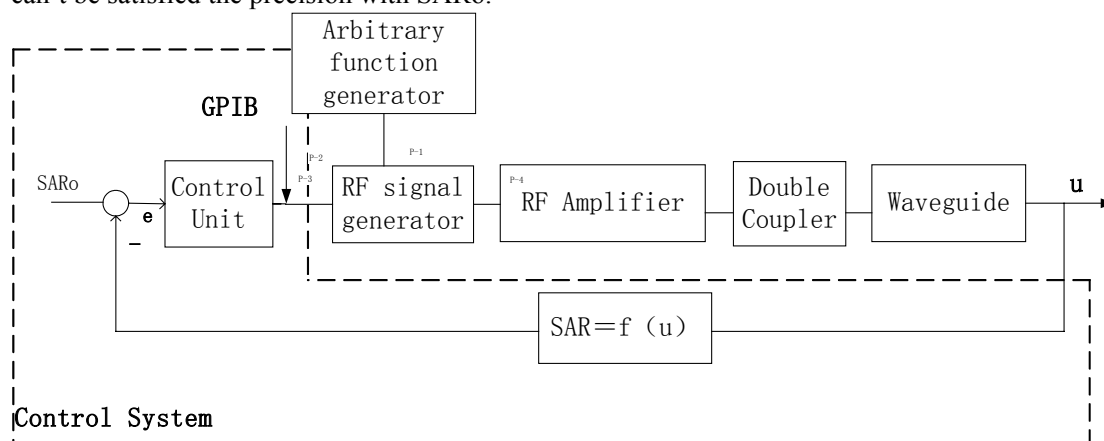 can't be satisfied the precision with SARo.
Arbitrary
function
generator
GPIB
P-1
P-2
P-3
SARo
e
−
Control
Unit
RF signal
generator
P-4
RF Amplifier
Double
Coupler
Waveguide
u
SAR＝f（u）
Control System